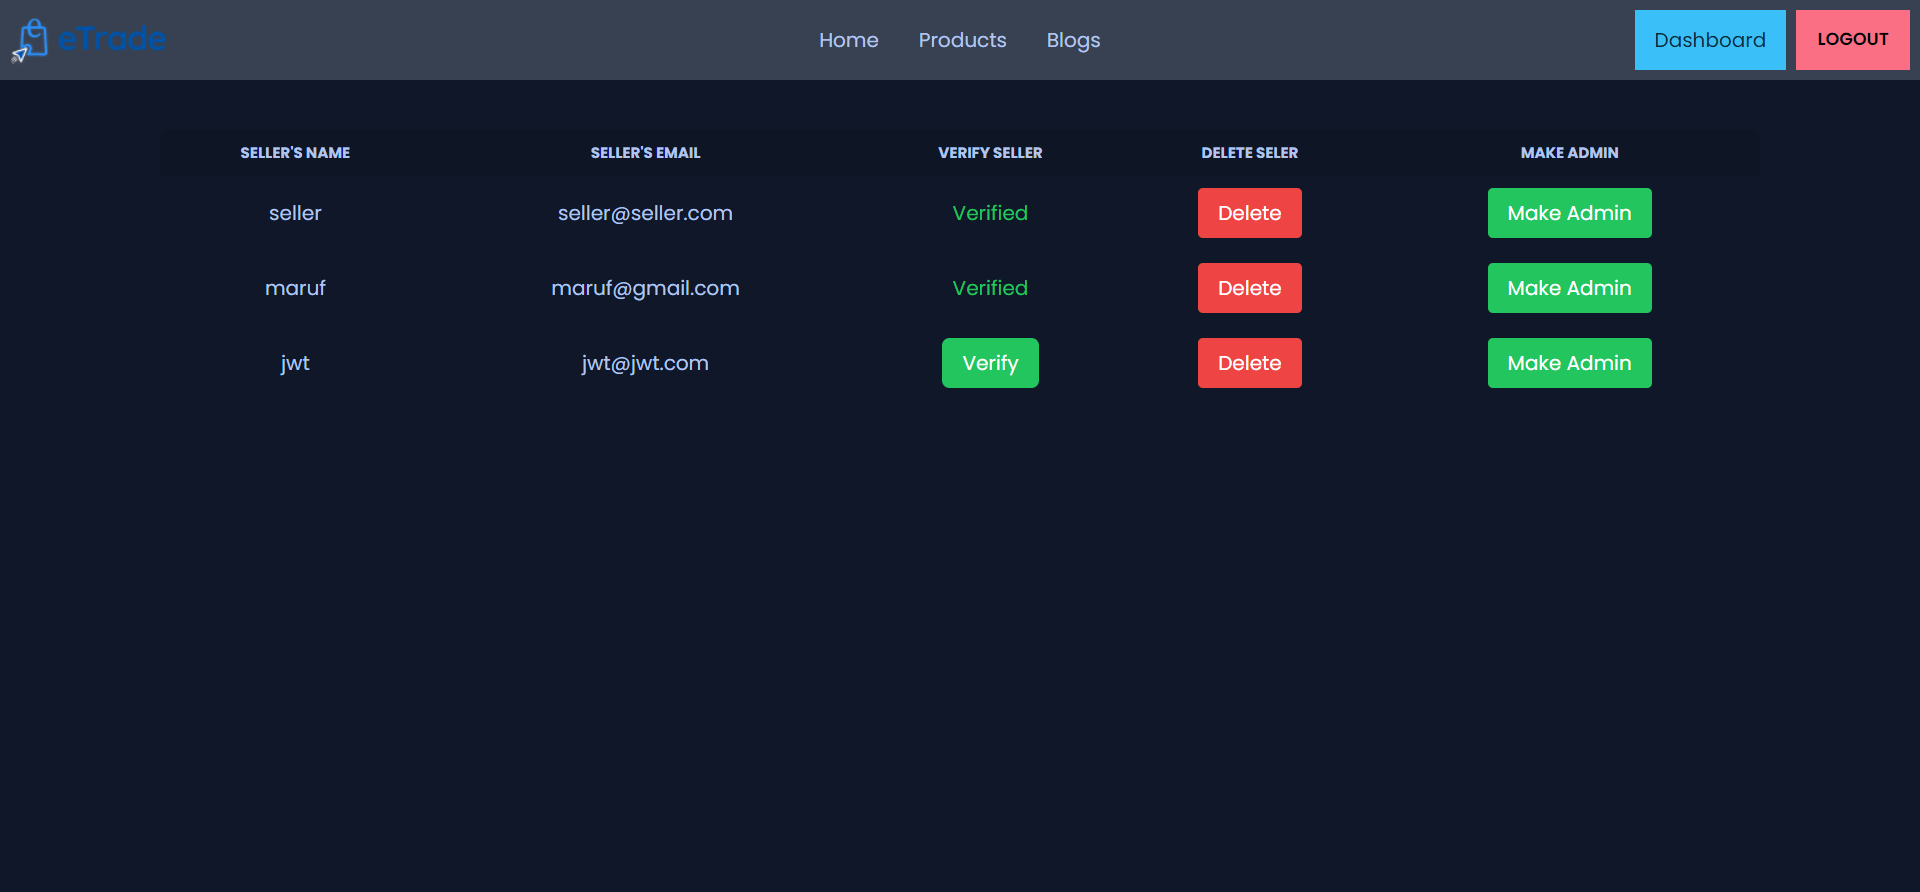 eTrade Home Products Blogs Dashboard LOGOUT
SELLER'S NAME SELLER'S EMAIL VERIFY SELLER DELETE SELER MAKE ADMIN
seller seller@seller.com Verified Delete Make Admin
maruf maruf@gmail.com Verified Delete Make Admin
jwt jwt@jwt.com Verify Delete Make Admin